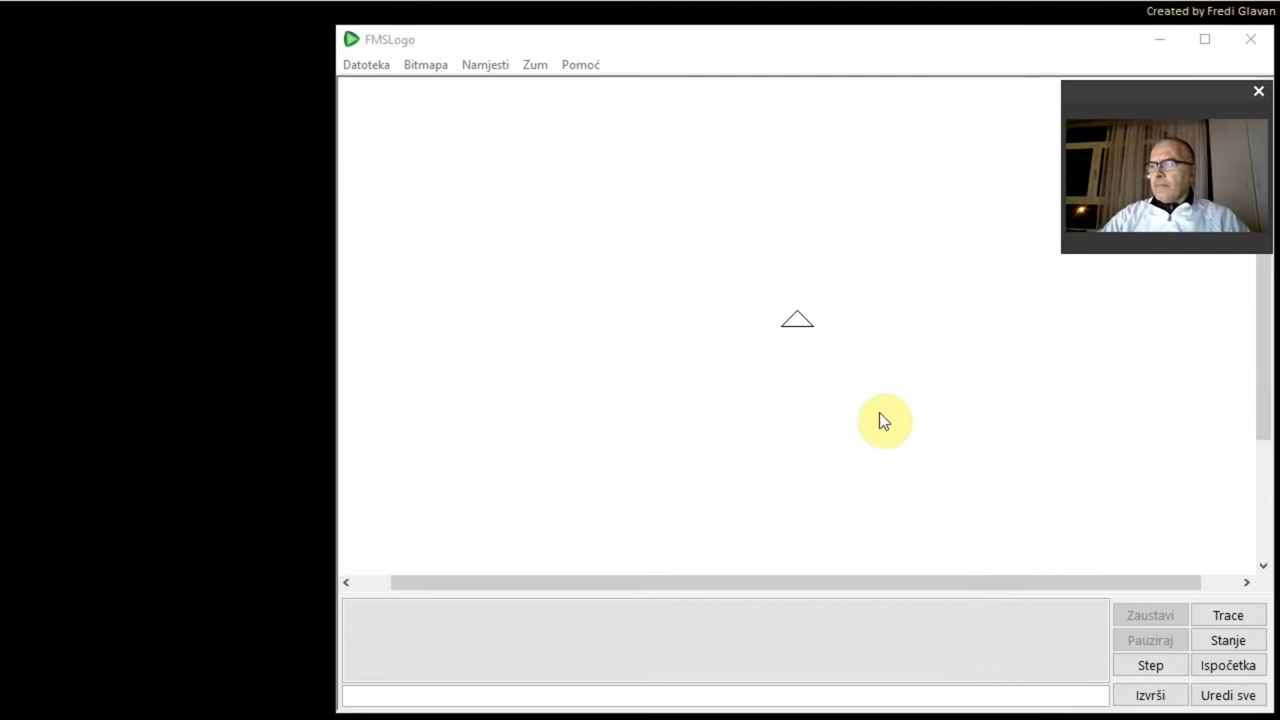 Created by Fredi Glavan
FMSLogo
Datoteka Bitmapa Namjesti Zum Pomoć
Zaustavi Trace
Pauziraj Stanje
Step Ispočetka
Izvrši Uredi sve